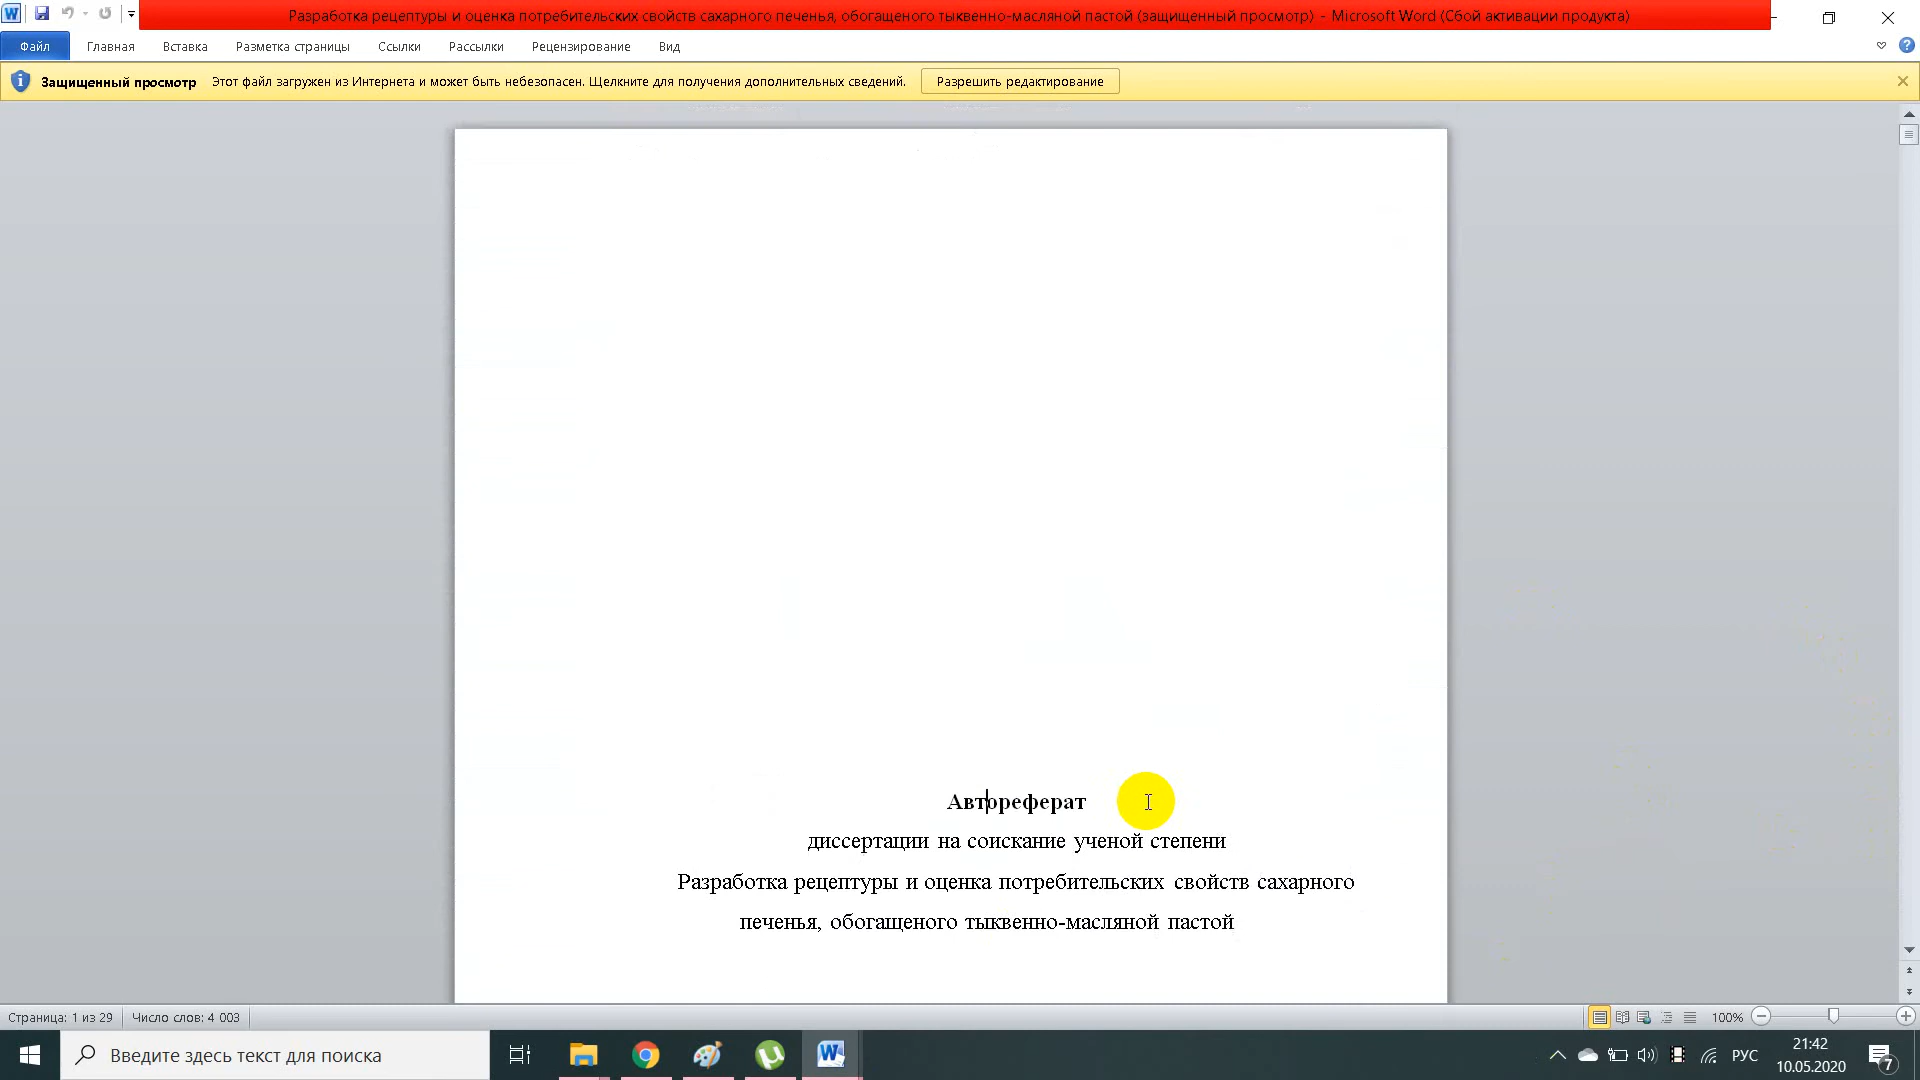 Разработка рецептуры и оценка потребительских свойств сахарного печенья, обогащеного тыквенно-масляной пастой (защищенный просмотр) - Microsoft Word (Сбой активации продукта)
Файл Главная Вставка Разметка страницы Ссылки Рассылки Рецензирование Вид
Защищенный просмотр Этот файл загружен из Интернета и может быть небезопасен. Щелкните для получения дополнительных сведений. Разрешить редактирование
Автореферат
диссертации на соискание ученой степени
Разработка рецептуры и оценка потребительских свойств сахарного
печенья, обогащеного тыквенно-масляной пастой
Страница: 1 из 29 Число слов: 4 003 100%
Введите здесь текст для поиска РУС 21:42
10.05.2020 7